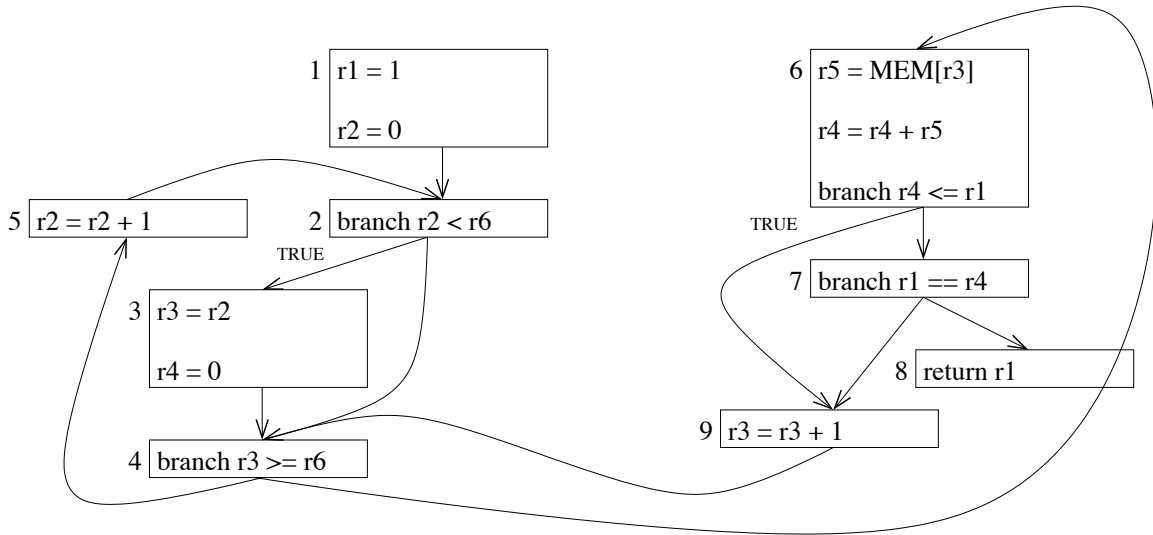 1 r1 = 1
r2 = 0
5 r2 = r2 + 1
2 branch r2 < r6
TRUE
3 r3 = r2
r4 = 0
4 branch r3 >= r6
6 r5 = MEM[r3]
r4 = r4 + r5
branch r4 <= r1
TRUE
7 branch r1 == r4
8 return r1
9 r3 = r3 + 1